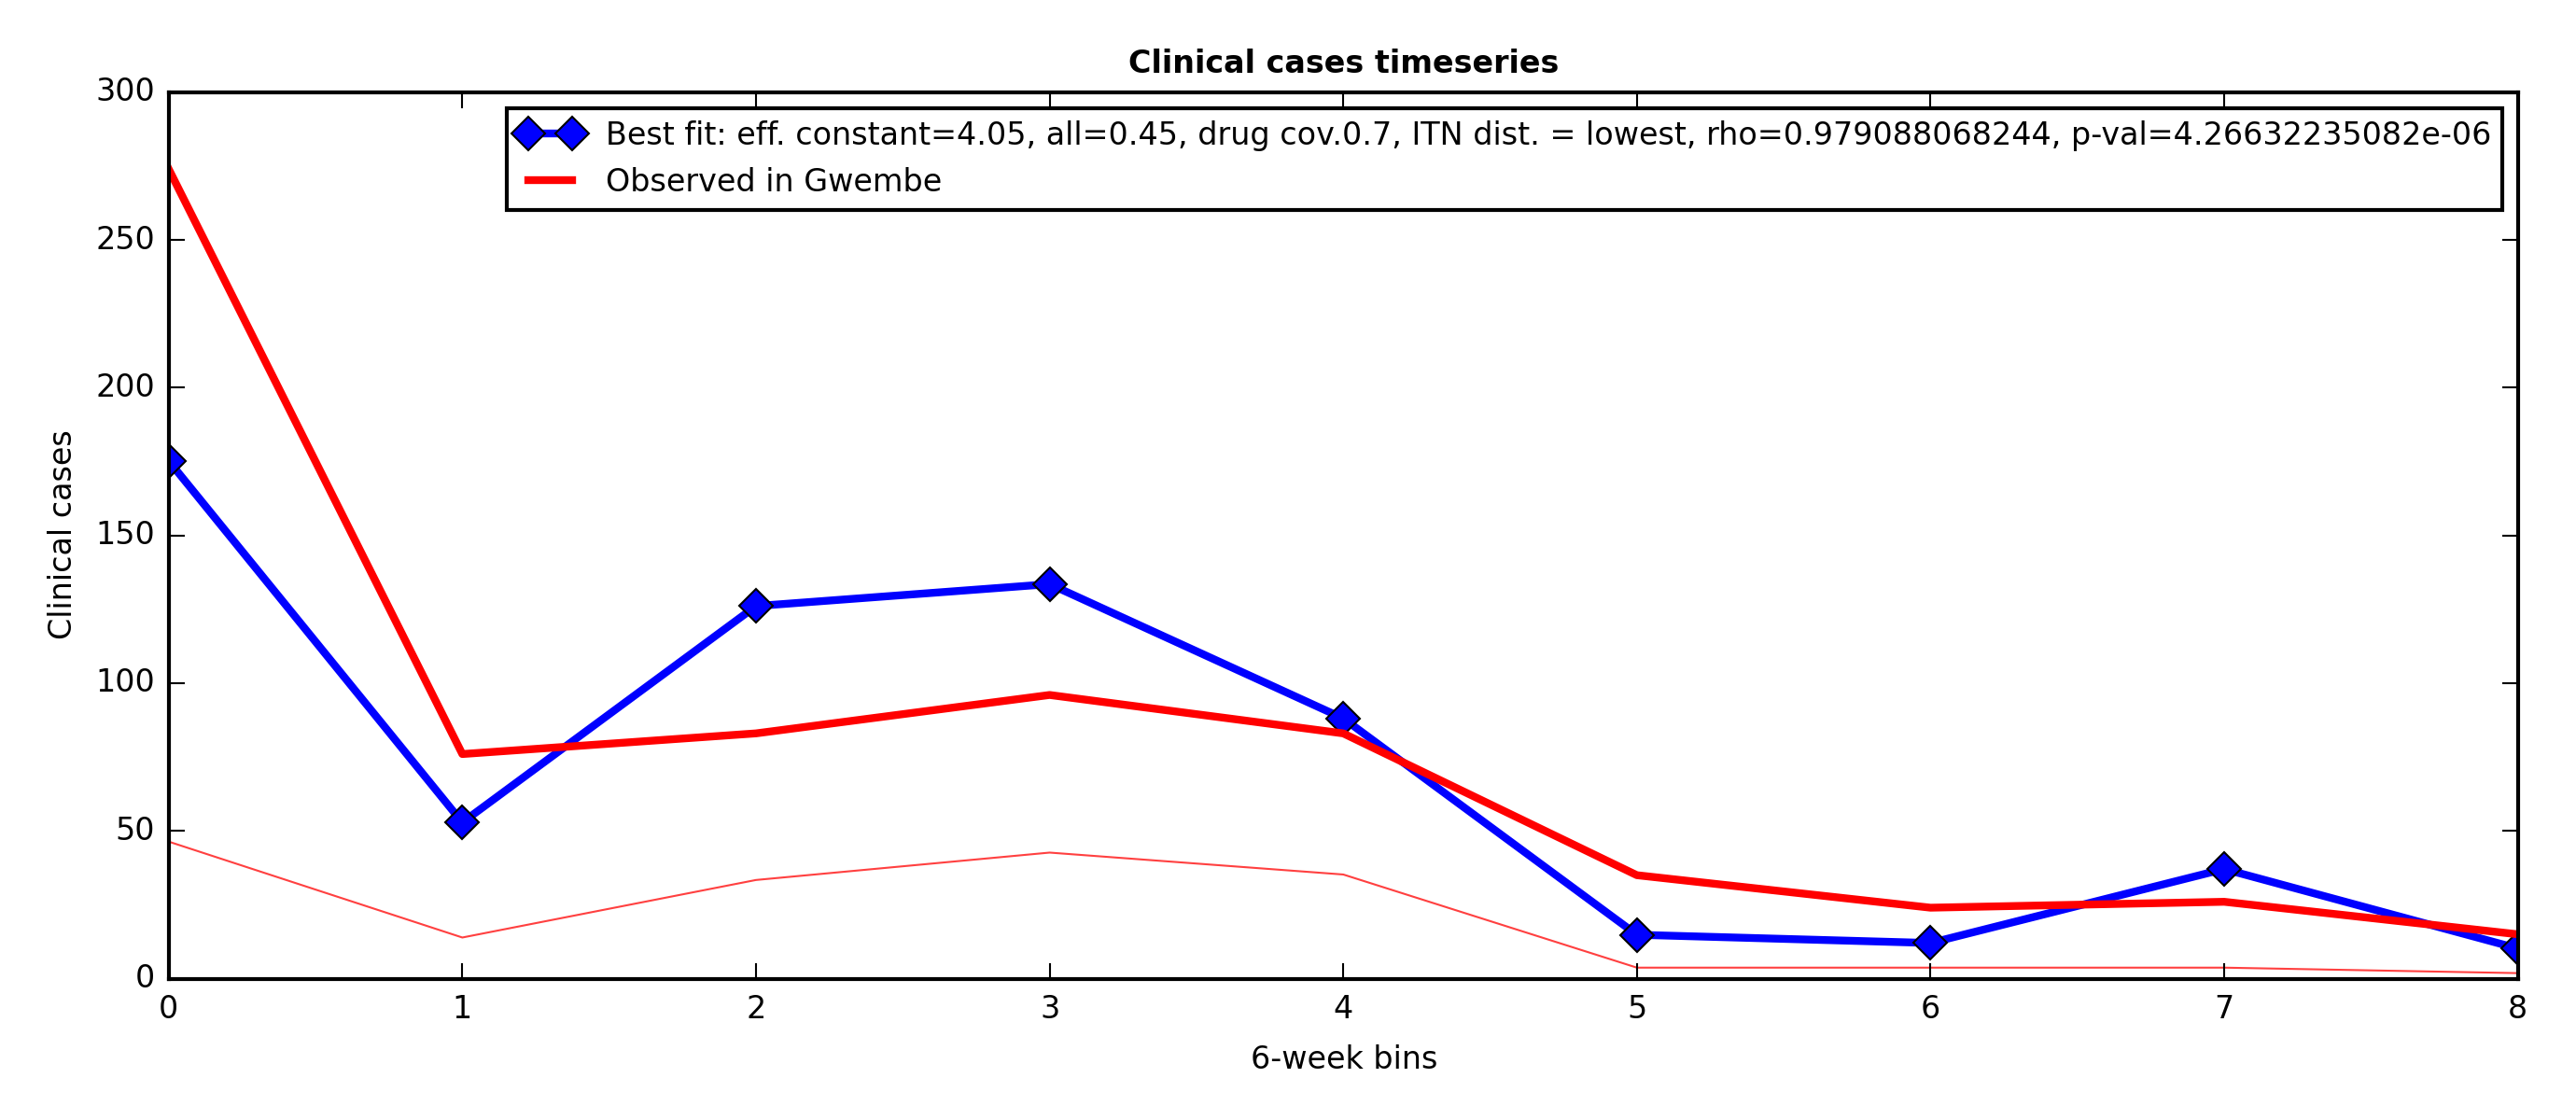 Clinical cases timeseries
300
250
200
150
100
50
0
Clinical cases
Best fit: eff. constant=4.05, all=0.45, drug cov.0.7, ITN dist. = lowest, rho=0.979088068244, p-val=4.26632235082e-06
Observed in Gwembe
0 1 2 3 4 5 6 7 8
6-week bins